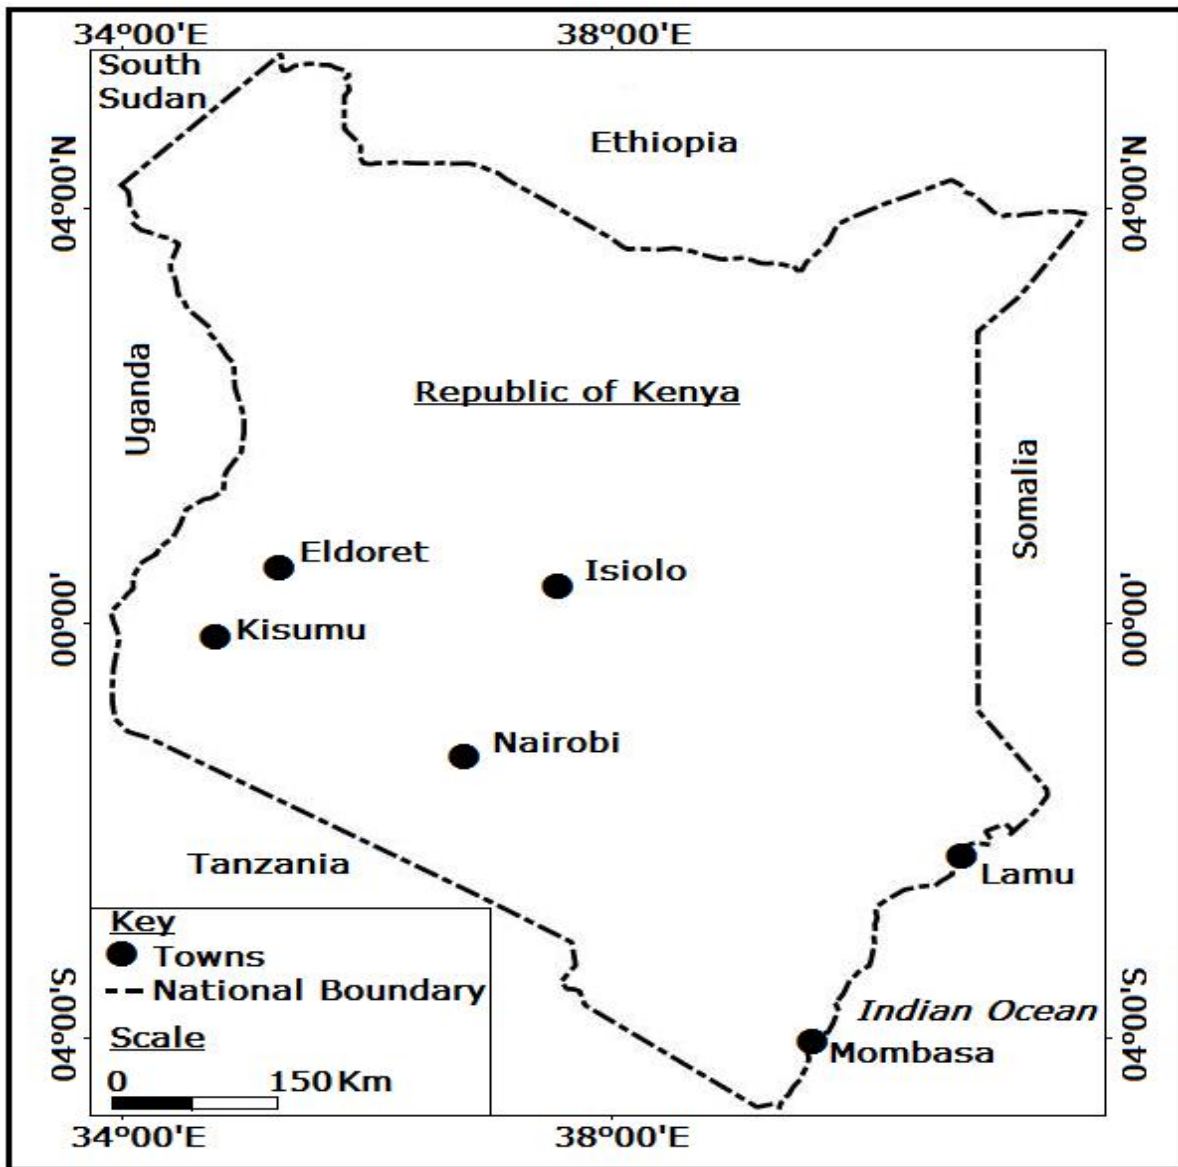 34°00'E
38°00'E
South
Sudan
Ethiopia
04°00'N
04°00'N
Uganda
Republic of Kenya
Somalia
Eldoret
Isiolo
00°00'
Kisumu
00°00'
Nairobi
Tanzania
Lamu
Key
Towns
National Boundary
04°00'S
Indian Ocean
04°00'S
Scale
Mombasa
0 150 Km
34°00'E
38°00'E